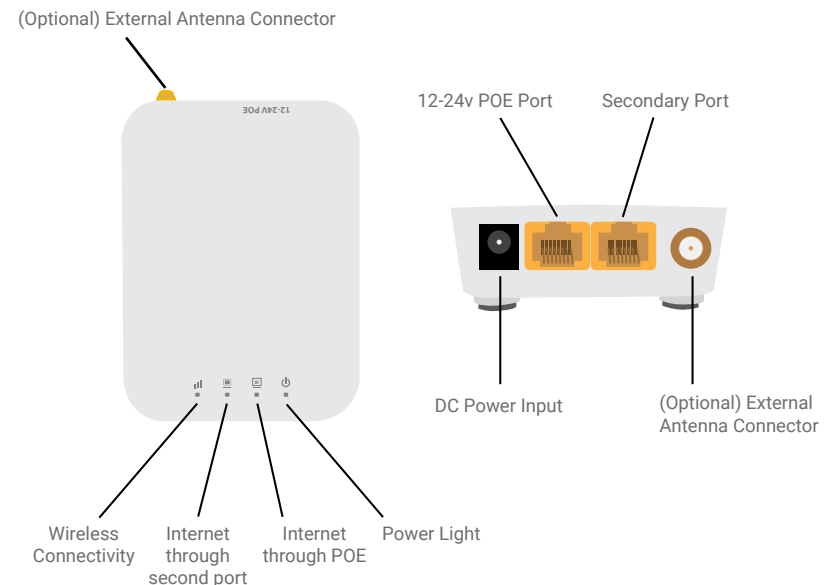 (Optional) External Antenna Connector
12-24V POE
12-24v POE Port
Secondary Port
DC Power Input
(Optional) External
Antenna Connector
Wireless
Connectivity
Internet
through
second port
Internet
through POE
Power Light